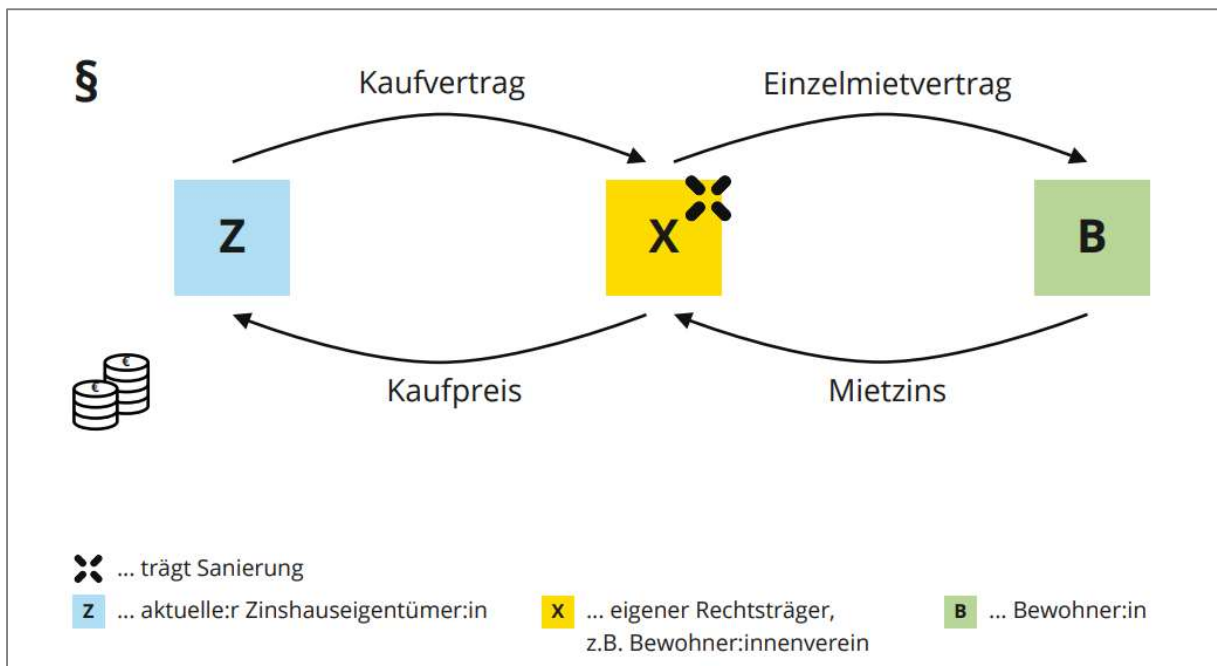 §
Kaufvertrag
Einzelmietvertrag
Z
X
B
€
€
Kaufpreis
Mietzins
... trägt Sanierung
Z ... aktuelle:r Zinshauseigentümer:in
X ... eigener Rechtsträger,
z.B. Bewohner:innenverein
B ... Bewohner:in